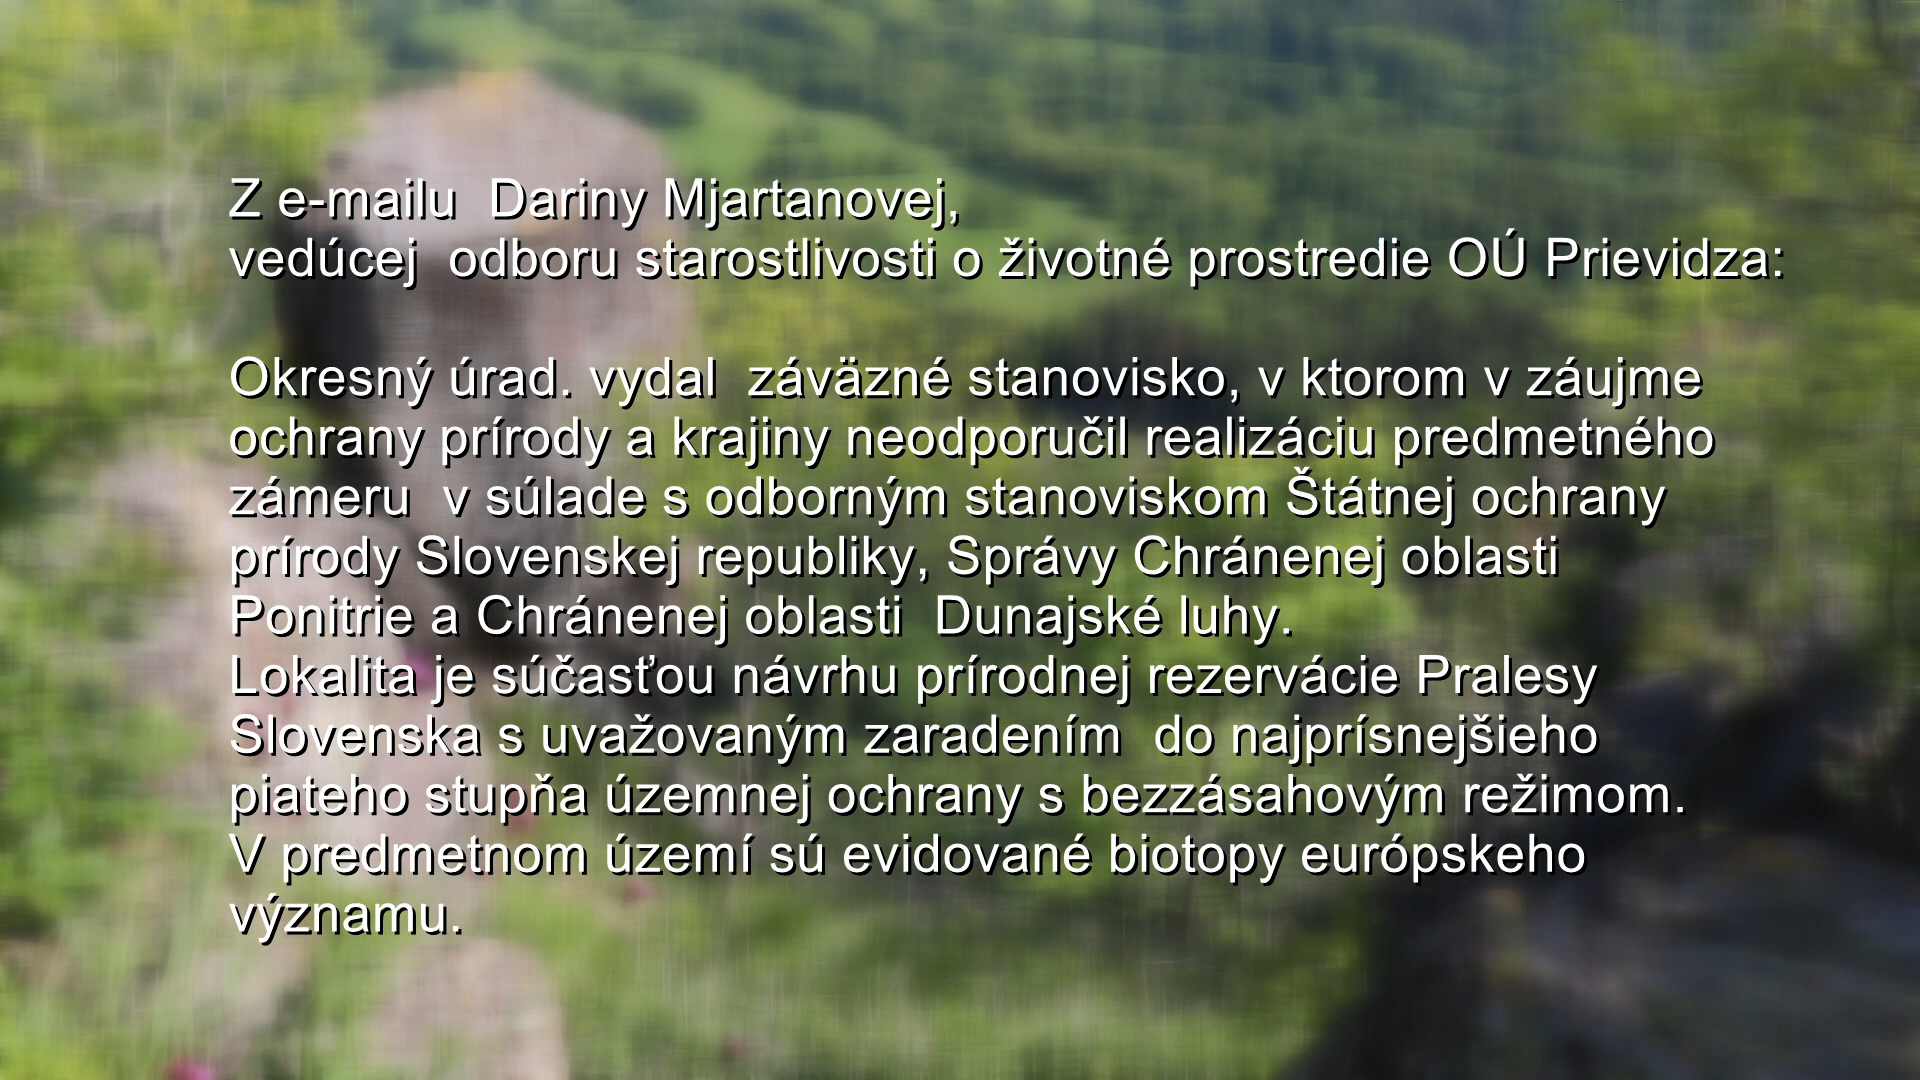 Z e-mailu  Dariny Mjartanovej,
vedúcej  odboru starostlivosti o životné prostredie OÚ Prievidza:
Okresný úrad. vydal  záväzné stanovisko, v ktorom v záujme
ochrany prírody a krajiny neodporučil realizáciu predmetného
zámeru  v súlade s odborným stanoviskom Štátnej ochrany
prírody Slovenskej republiky, Správy Chránenej oblasti
Ponitrie a Chránenej oblasti  Dunajské luhy.
Lokalita je súčasťou návrhu prírodnej rezervácie Pralesy
Slovenska s uvažovaným zaradením  do najprísnejšieho
piateho stupňa územnej ochrany s bezzásahovým režimom.
V predmetnom území sú evidované biotopy európskeho
významu.